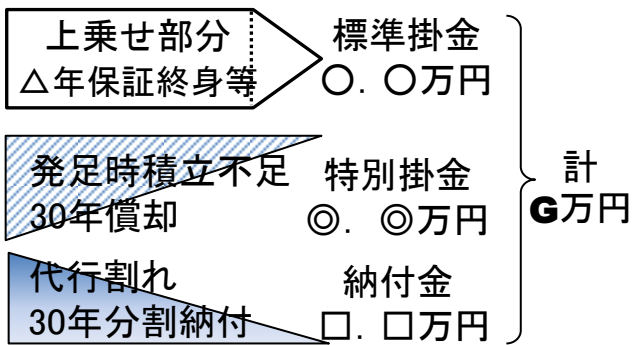 上乗せ部分
△年保証終身等
標準掛金
〇. 〇万円
発足時積立不足
30年償却
特別掛金
◎. ◎万円
代行割れ
30年分割納付
納付金
□. □万円
計
G万円